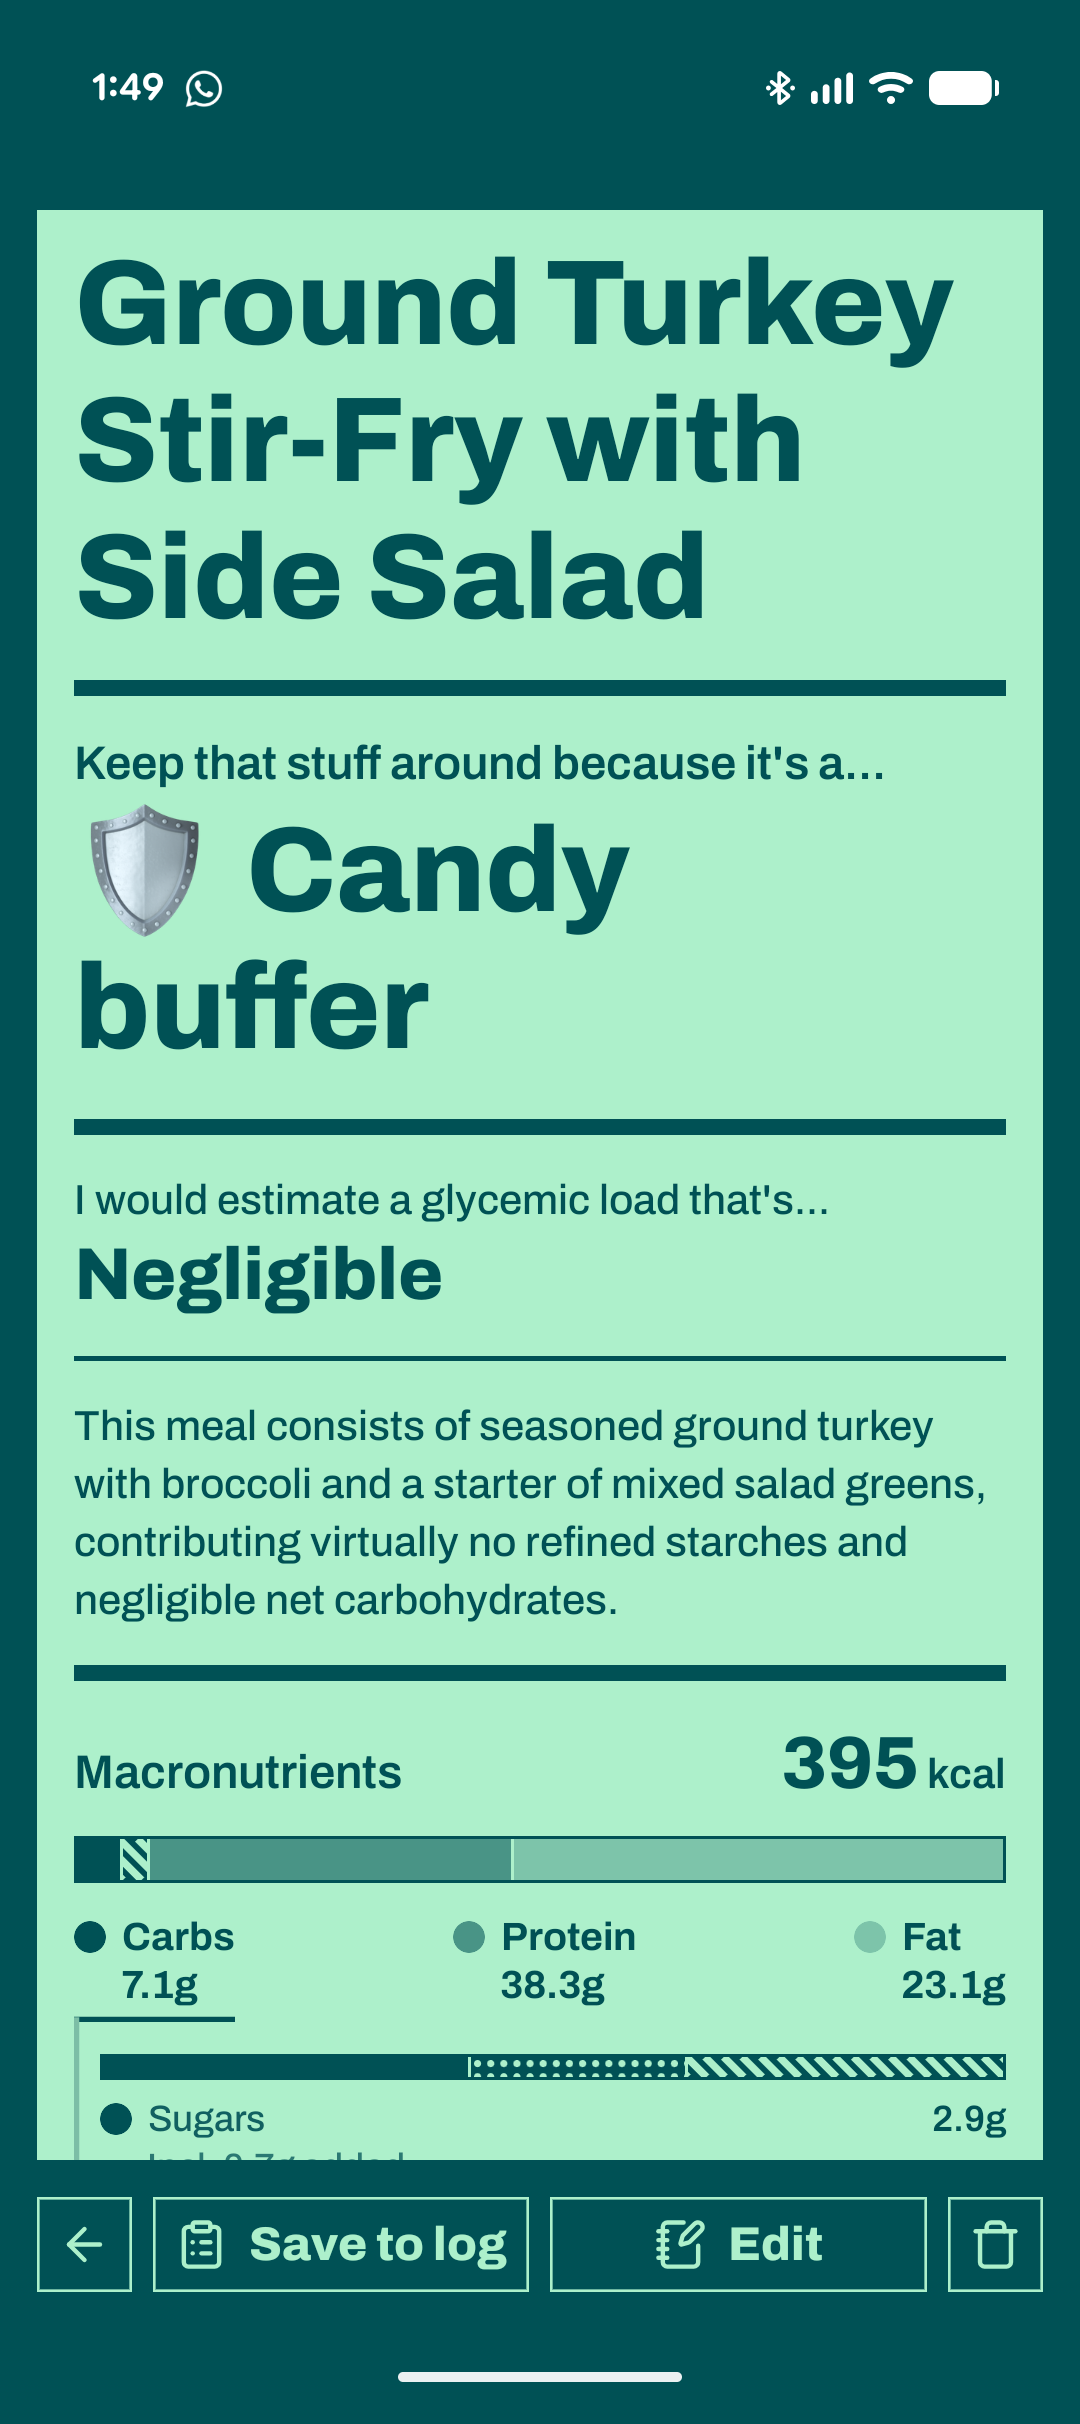 1:49
Ground Turkey
Stir-Fry with
Side Salad
Keep that stuff around because it's a...
Candy
buffer
I would estimate a glycemic load that's...
Negligible
This meal consists of seasoned ground turkey
with broccoli and a starter of mixed salad greens,
contributing virtually no refined starches and
negligible net carbohydrates.
Macronutrients 395 kcal
Carbs Protein Fat
7.1g 38.3g 23.1g
Sugars 2.9g
Save to log Edit